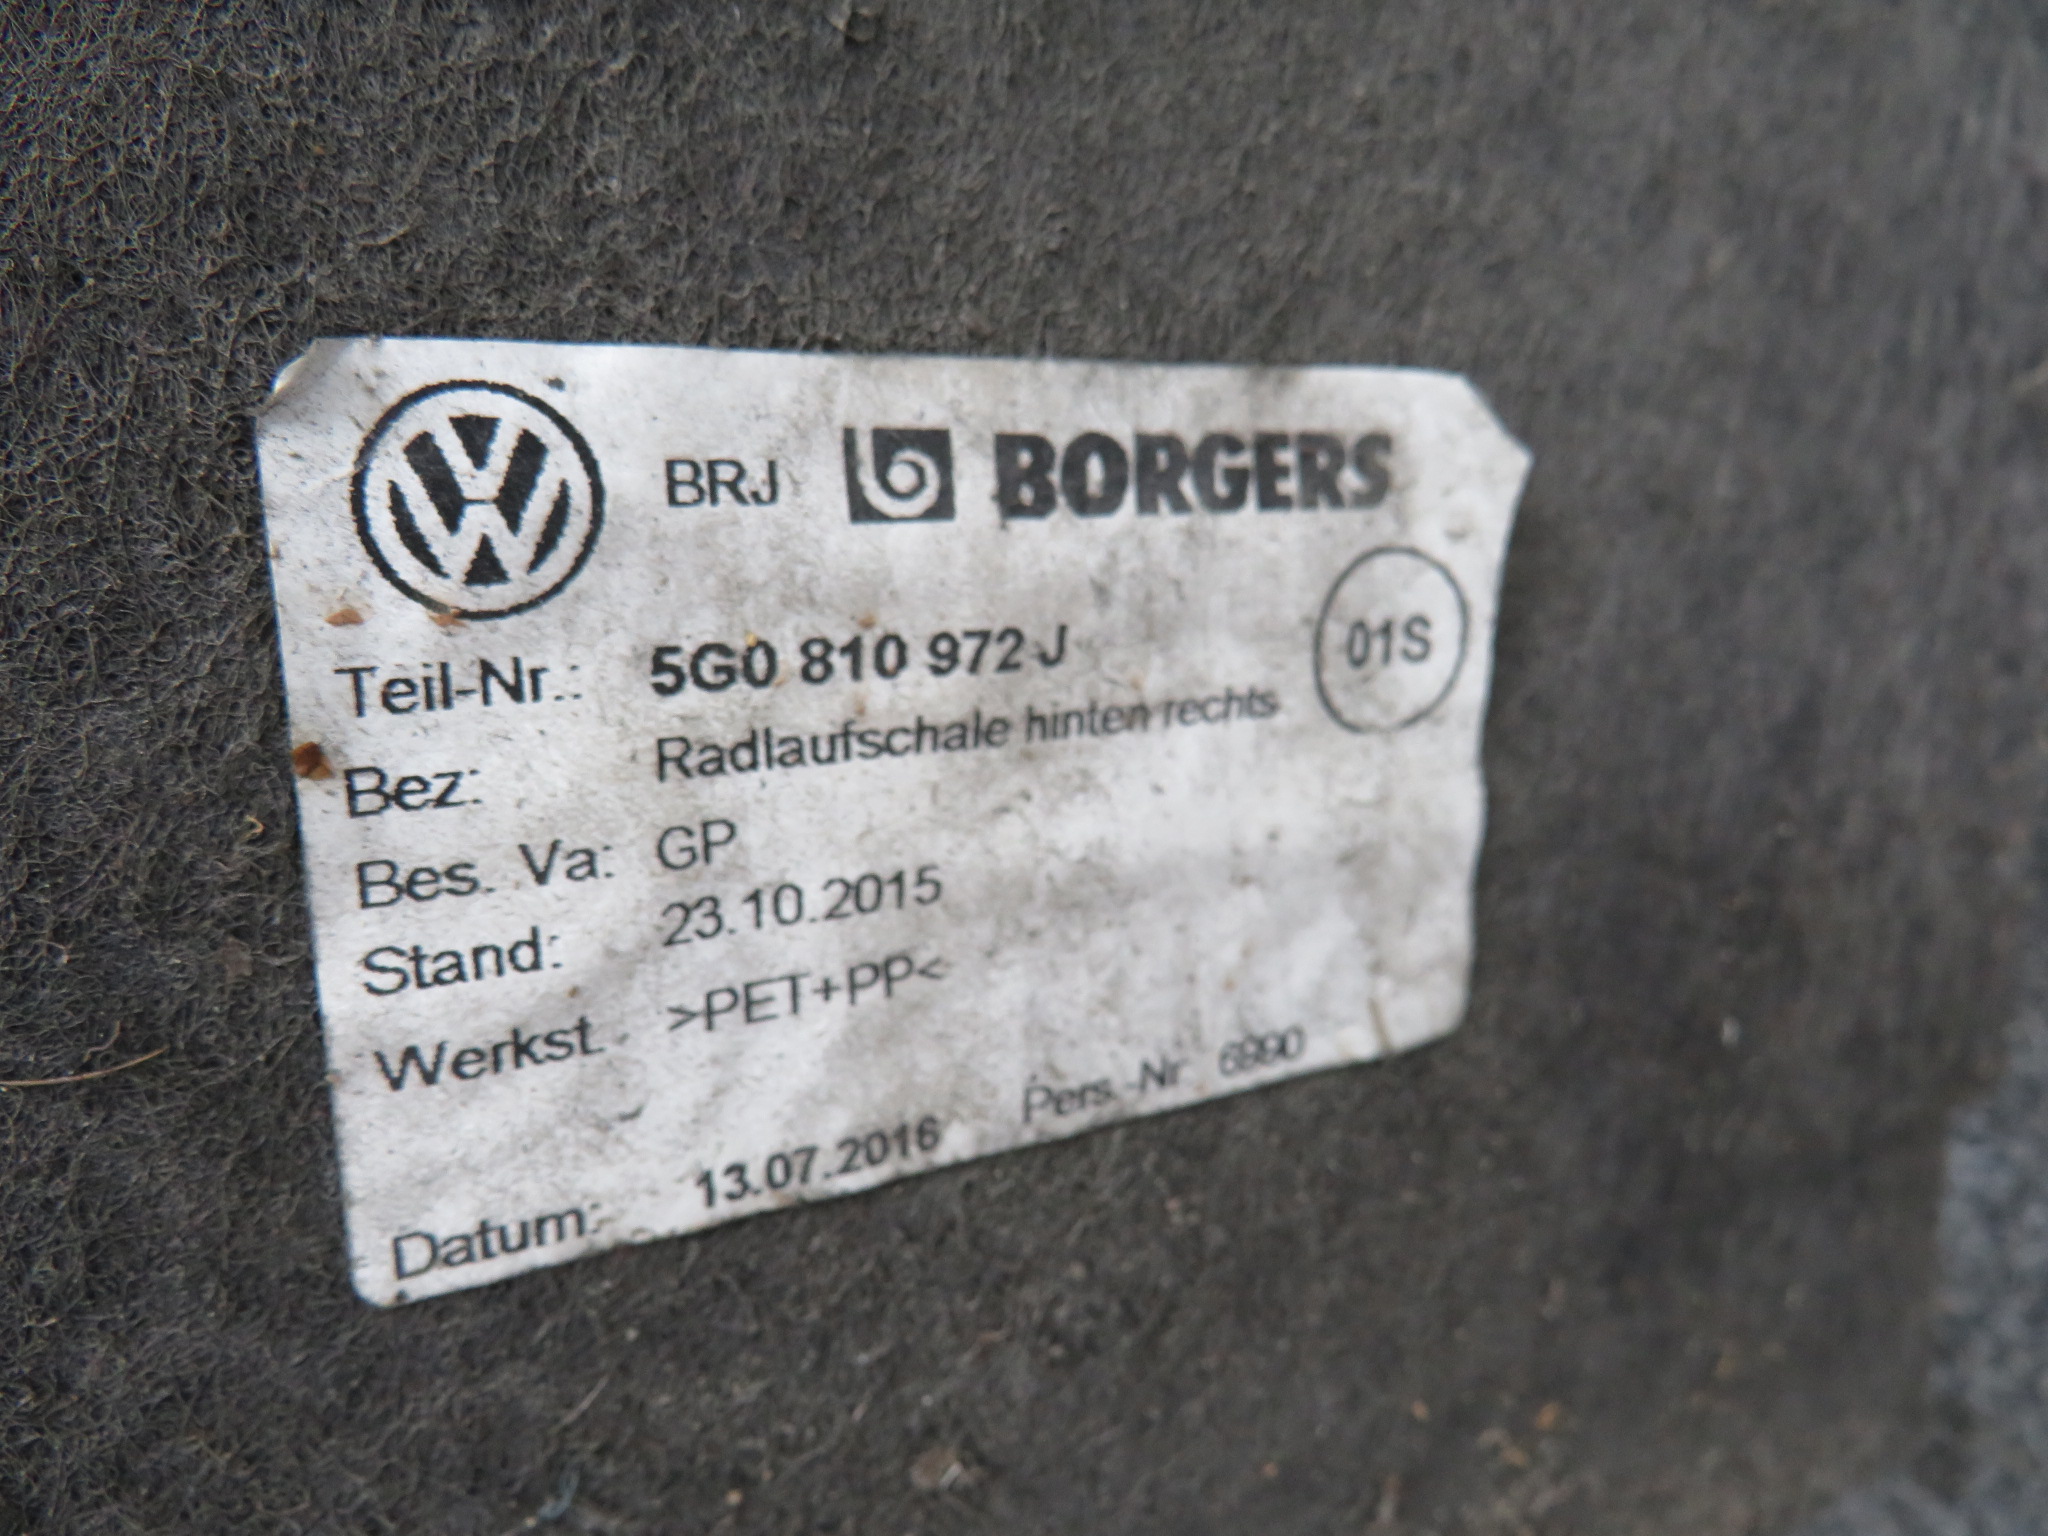 BRJ BORGERS
Teil-Nr.: 5G0 810 972 J
01S
Bez: Radlaufschale hinten rechts
Bes. Va: GP
Stand: 23.10.2015
Werkst. >PET+PP<
Datum: 13.07.2016 Pers.-Nr